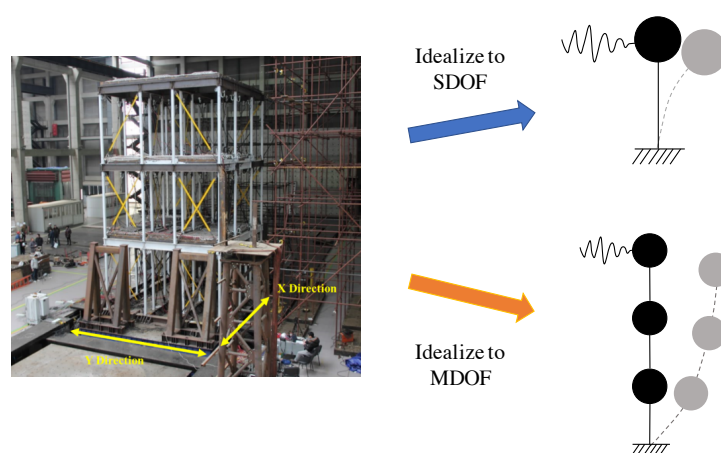 Idealize to
SDOF
X Direction
Y Direction
Idealize to
MDOF